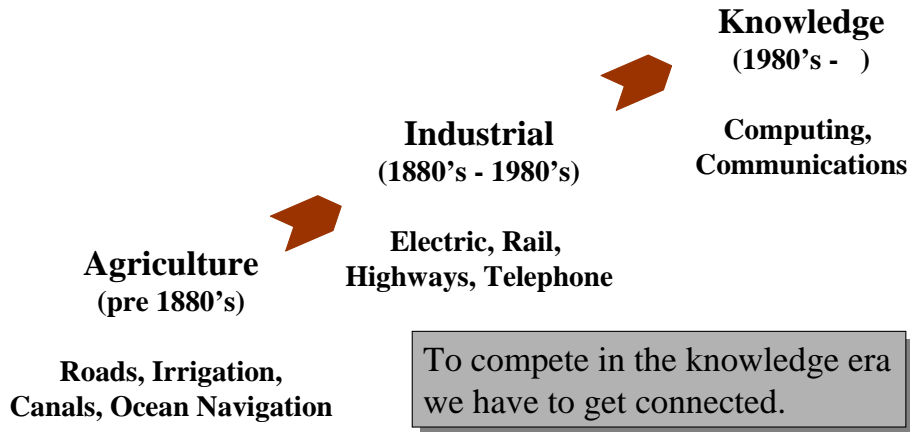 Knowledge
(1980’s -   )
Computing,
Communications
Industrial
(1880’s - 1980’s)
Electric, Rail,
Highways, Telephone
Agriculture
(pre 1880’s)
Roads, Irrigation,
Canals, Ocean Navigation
To compete in the knowledge era
we have to get connected.